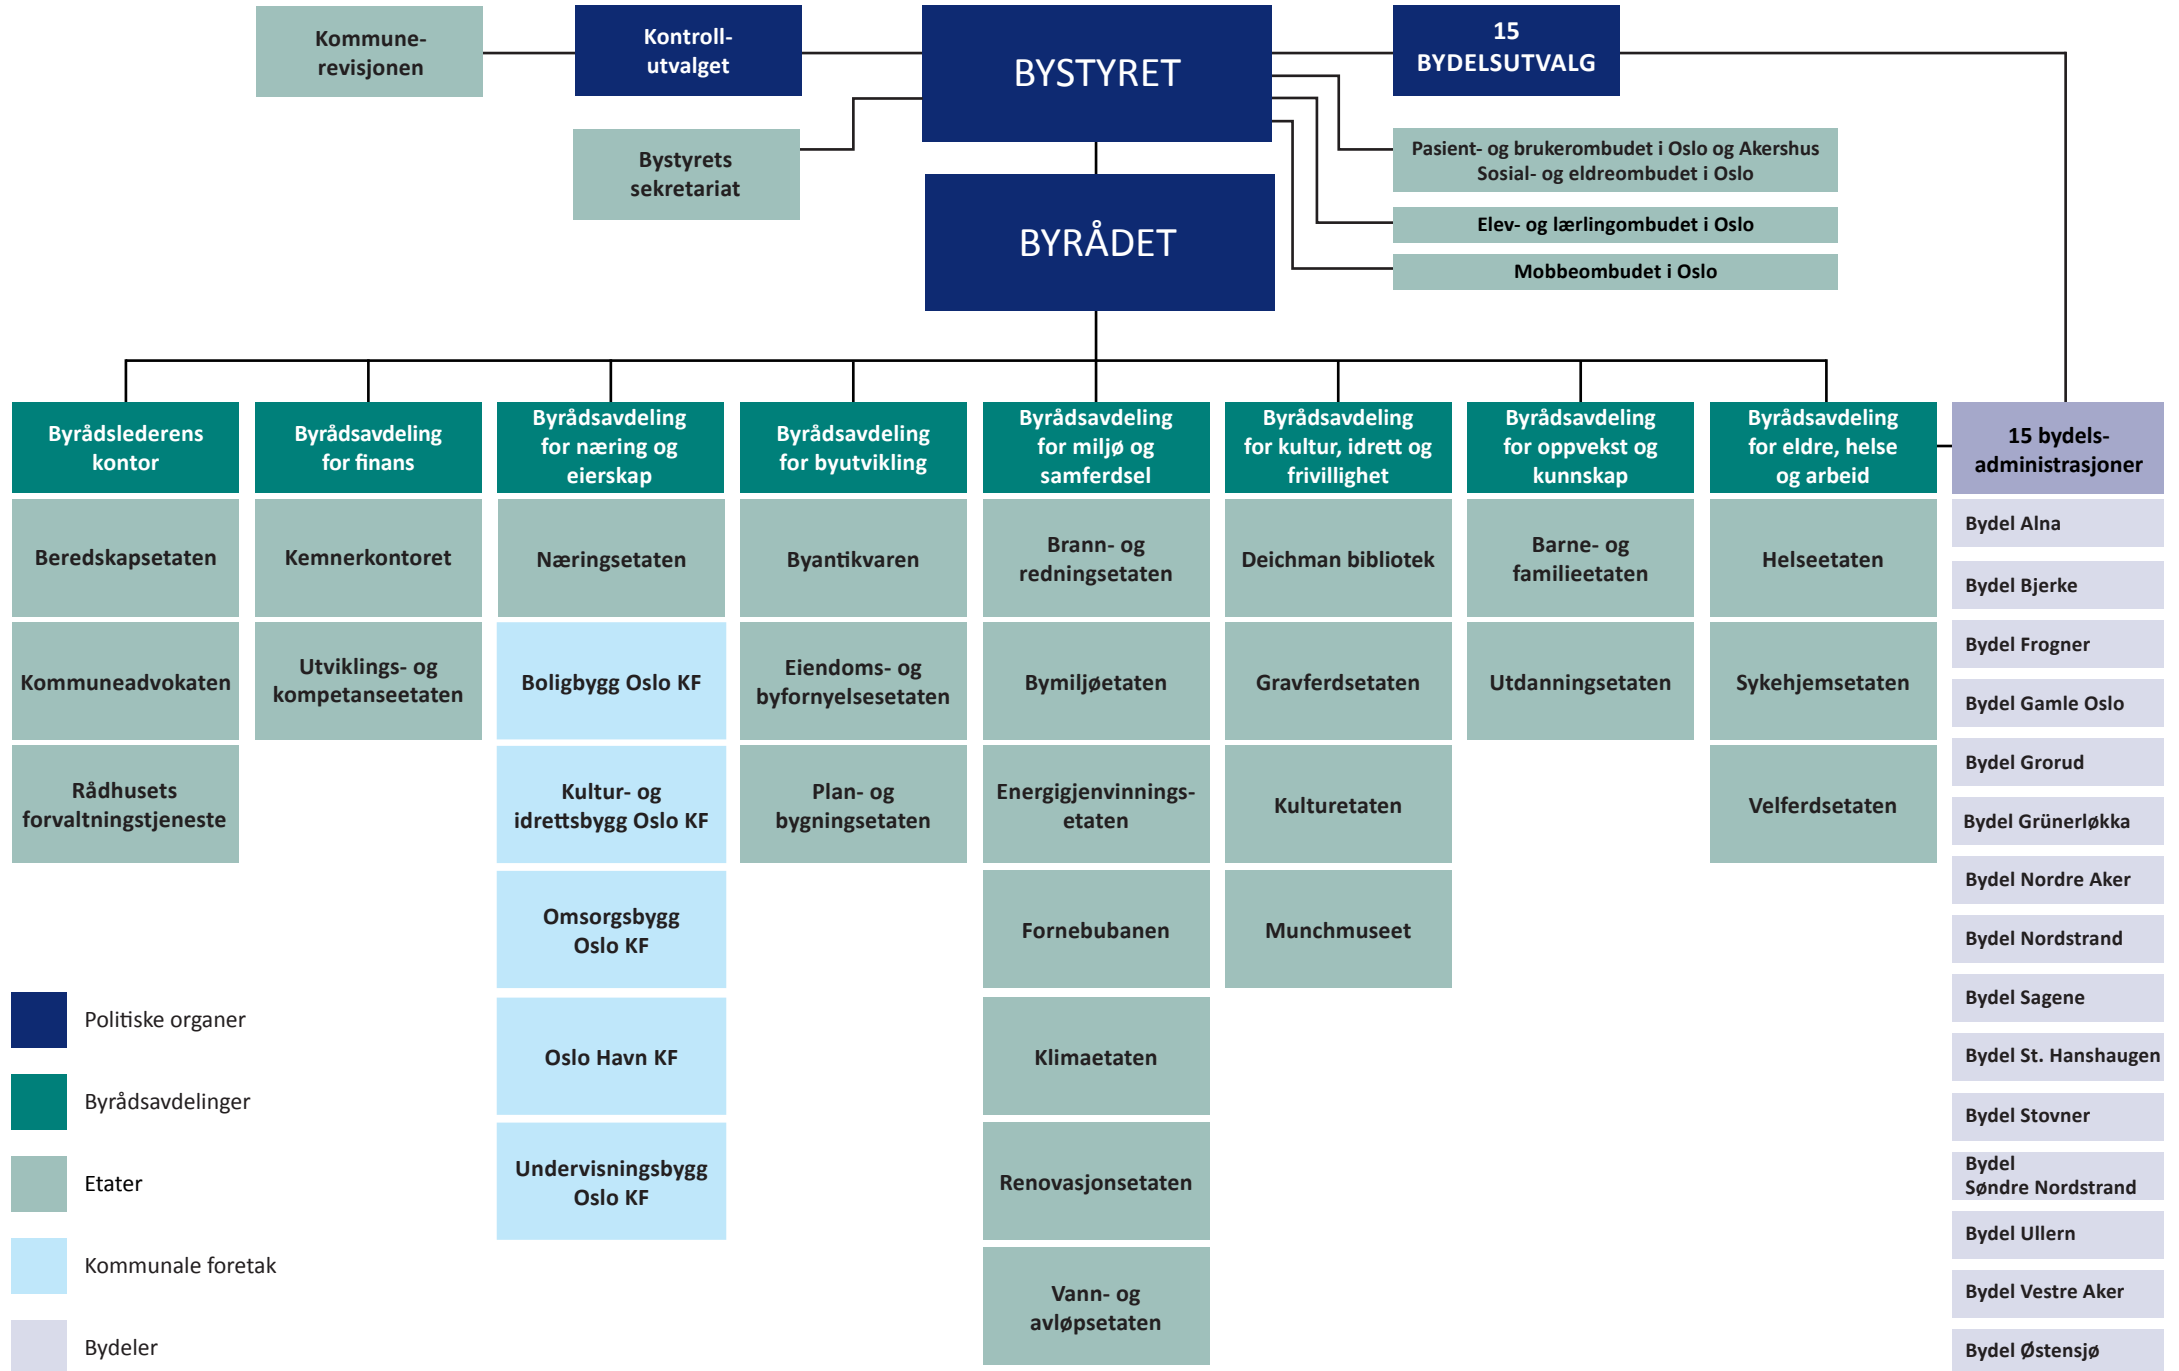 Kommune-
revisjonen
Kontroll-
utvalget
BYSTYRET
15
BYDELSUTVALG
Bystyrets
sekretariat
Pasient- og brukerombudet i Oslo og Akershus
Sosial- og eldreombudet i Oslo
Elev- og lærlingombudet i Oslo
Mobbeombudet i Oslo
BYRÅDET
Byrådslederens
kontor
Beredskapsetaten
Kommuneadvokaten
Rådhusets
forvaltningstjeneste
Byrådsavdeling
for finans
Kemnerkontoret
Utviklings- og
kompetanseetaten
Byrådsavdeling
for næring og
eierskap
Næringsetaten
Boligbygg Oslo KF
Kultur- og
idrettsbygg Oslo KF
Omsorgsbygg
Oslo KF
Oslo Havn KF
Undervisningsbygg
Oslo KF
Byrådsavdeling
for byutvikling
Byantikvaren
Eiendoms- og
byfornyelsesetaten
Plan- og
bygningsetaten
Byrådsavdeling
for miljø og
samferdsel
Brann- og
redningsetaten
Bymiljøetaten
Energigjenvinnings-
etaten
Fornebubanen
Klimaetaten
Renovasjonsetaten
Vann- og
avløpsetaten
Byrådsavdeling
for kultur, idrett og
frivillighet
Deichman bibliotek
Gravferdsetaten
Kulturetaten
Munchmuseet
Byrådsavdeling
for oppvekst og
kunnskap
Barne- og
familieetaten
Utdanningsetaten
Byrådsavdeling
for eldre, helse
og arbeid
Helseetaten
Sykehjemsetaten
Velferdsetaten
15 bydels-
administrasjoner
Bydel Alna
Bydel Bjerke
Bydel Frogner
Bydel Gamle Oslo
Bydel Grorud
Bydel Grünerløkka
Bydel Nordre Aker
Bydel Nordstrand
Bydel Sagene
Bydel St. Hanshaugen
Bydel Stovner
Bydel
Søndre Nordstrand
Bydel Ullern
Bydel Vestre Aker
Bydel Østensjø
Politiske organer
Byrådsavdelinger
Etater
Kommunale foretak
Bydeler